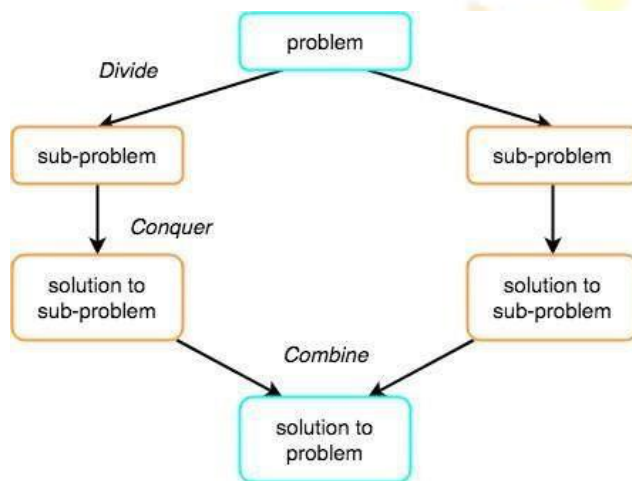 problem
Divide
sub-problem
sub-problem
Conquer
solution to
sub-problem
solution to
sub-problem
Combine
solution to
problem